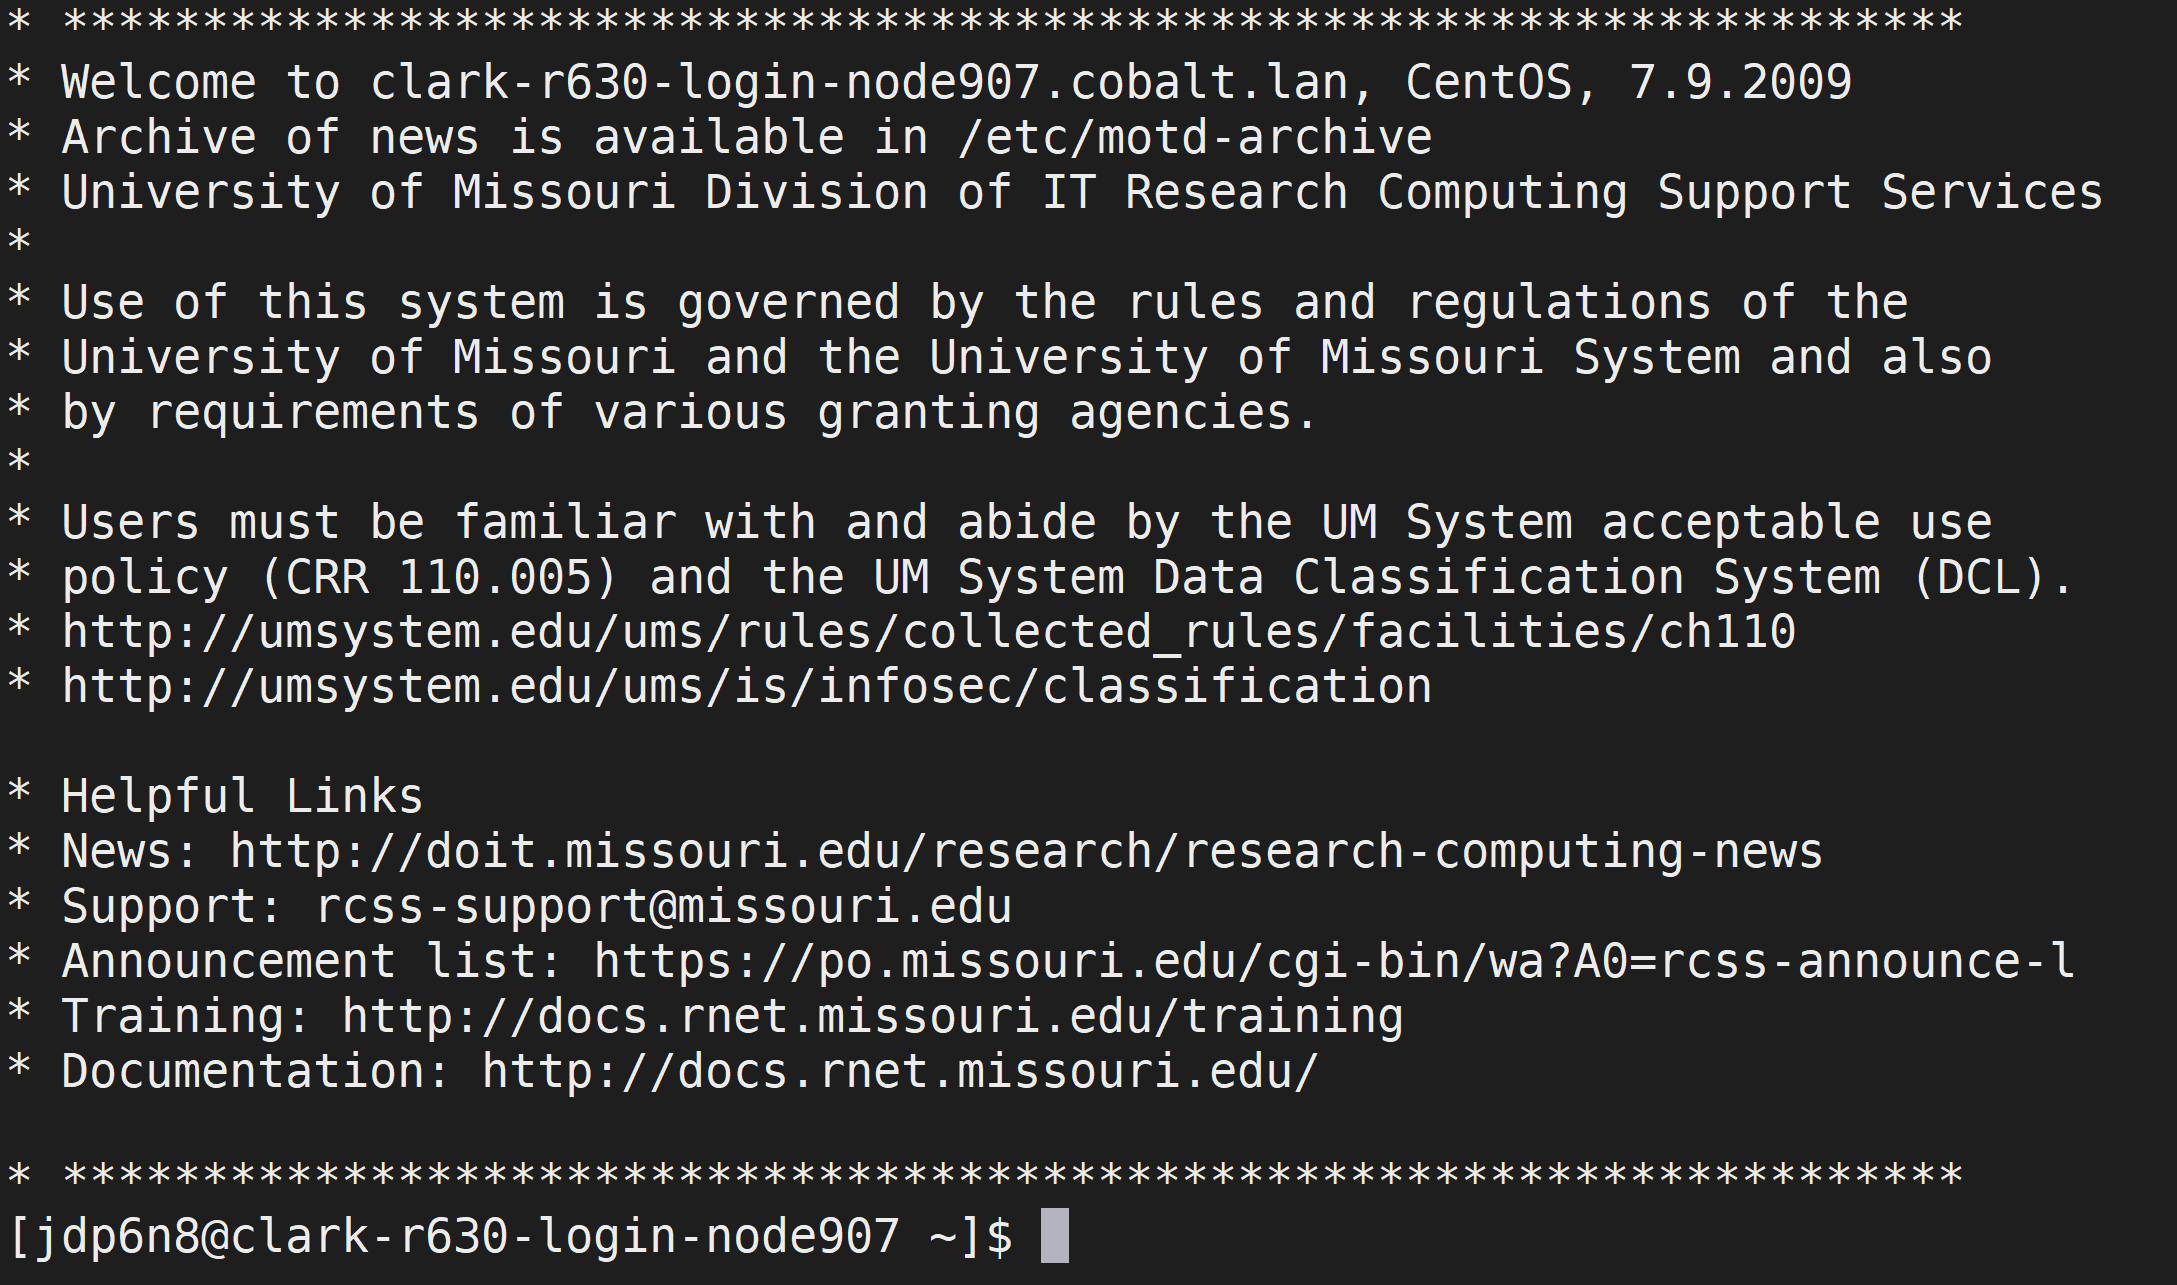 * ********************************************************************
* Welcome to clark-r630-login-node907.cobalt.lan, CentOS, 7.9.2009
* Archive of news is available in /etc/motd-archive
* University of Missouri Division of IT Research Computing Support Services
*
* Use of this system is governed by the rules and regulations of the
* University of Missouri and the University of Missouri System and also
* by requirements of various granting agencies.
*
* Users must be familiar with and abide by the UM System acceptable use
* policy (CRR 110.005) and the UM System Data Classification System (DCL).
* http://umsystem.edu/ums/rules/collected_rules/facilities/ch110
* http://umsystem.edu/ums/is/infosec/classification

* Helpful Links
* News: http://doit.missouri.edu/research/research-computing-news
* Support: rcss-support@missouri.edu
* Announcement list: https://po.missouri.edu/cgi-bin/wa?A0=rcss-announce-l
* Training: http://docs.rnet.missouri.edu/training
* Documentation: http://docs.rnet.missouri.edu/

* ********************************************************************
[jdp6n8@clark-r630-login-node907 ~]$